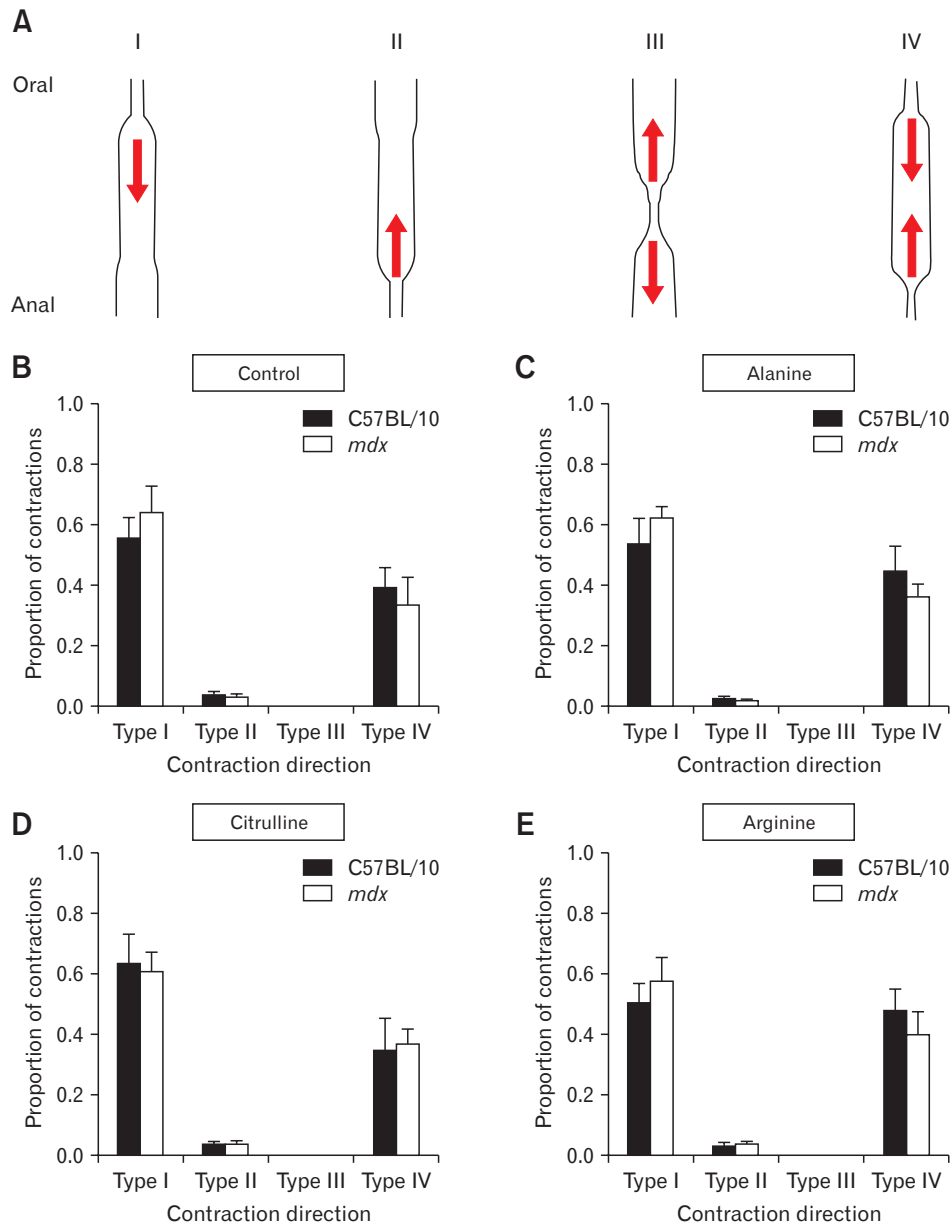 A
I II III IV
Oral
Anal
B
Control
C57BL/10
mdx
Proportion of contractions
1.0
0.8
0.6
0.4
0.2
0.0
Type I Type II Type III Type IV
Contraction direction
C
Alanine
C57BL/10
mdx
Proportion of contractions
1.0
0.8
0.6
0.4
0.2
0.0
Type I Type II Type III Type IV
Contraction direction
D
Citrulline
C57BL/10
mdx
Proportion of contractions
1.0
0.8
0.6
0.4
0.2
0.0
Type I Type II Type III Type IV
Contraction direction
E
Arginine
C57BL/10
mdx
Proportion of contractions
1.0
0.8
0.6
0.4
0.2
0.0
Type I Type II Type III Type IV
Contraction direction